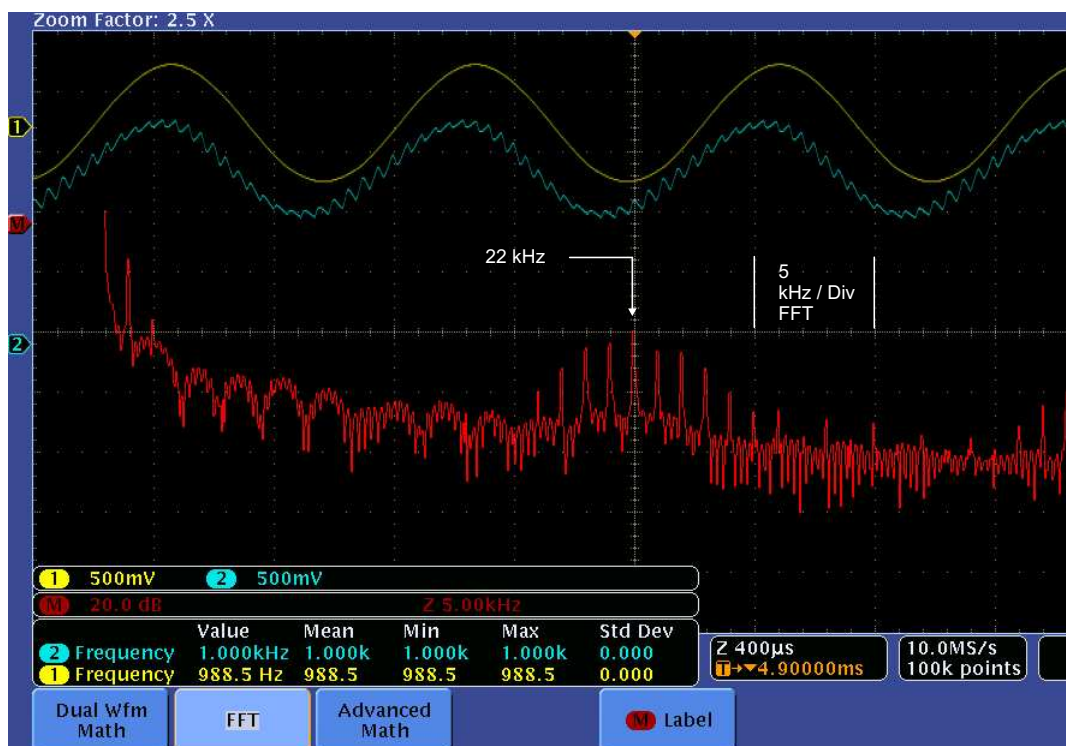 Zoom Factor: 2.5 X
1
M
22 kHz
5
kHz / Div
FFT
2
1 500mV 2 500mV
M 20.0 dB Z 5.00kHz
Value Mean Min Max Std Dev
2 Frequency 1.000kHz 1.000k 1.000k 1.000k 0.000
1 Frequency 988.5 Hz 988.5 988.5 988.5 0.000
Z 400µs
T→▼4.90000ms
10.0MS/s
100k points
Dual Wfm
Math
FFT
Advanced
Math
M Label